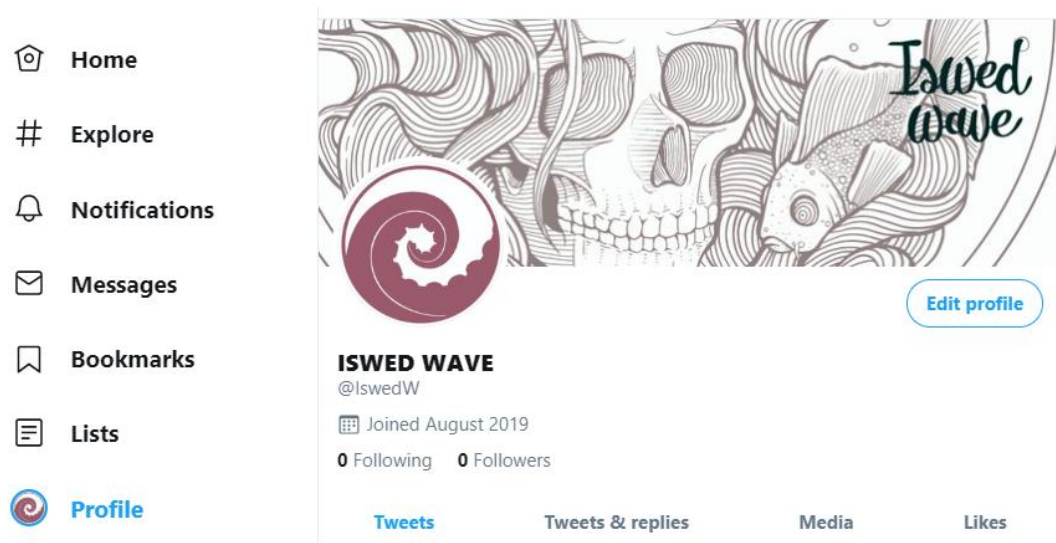 Home
Explore
Notifications
Messages
Bookmarks
Lists
Profile
Iswed
wave
Edit profile
ISWED WAVE
@IswedW
Joined August 2019
0 Following 0 Followers
Tweets Tweets & replies Media Likes